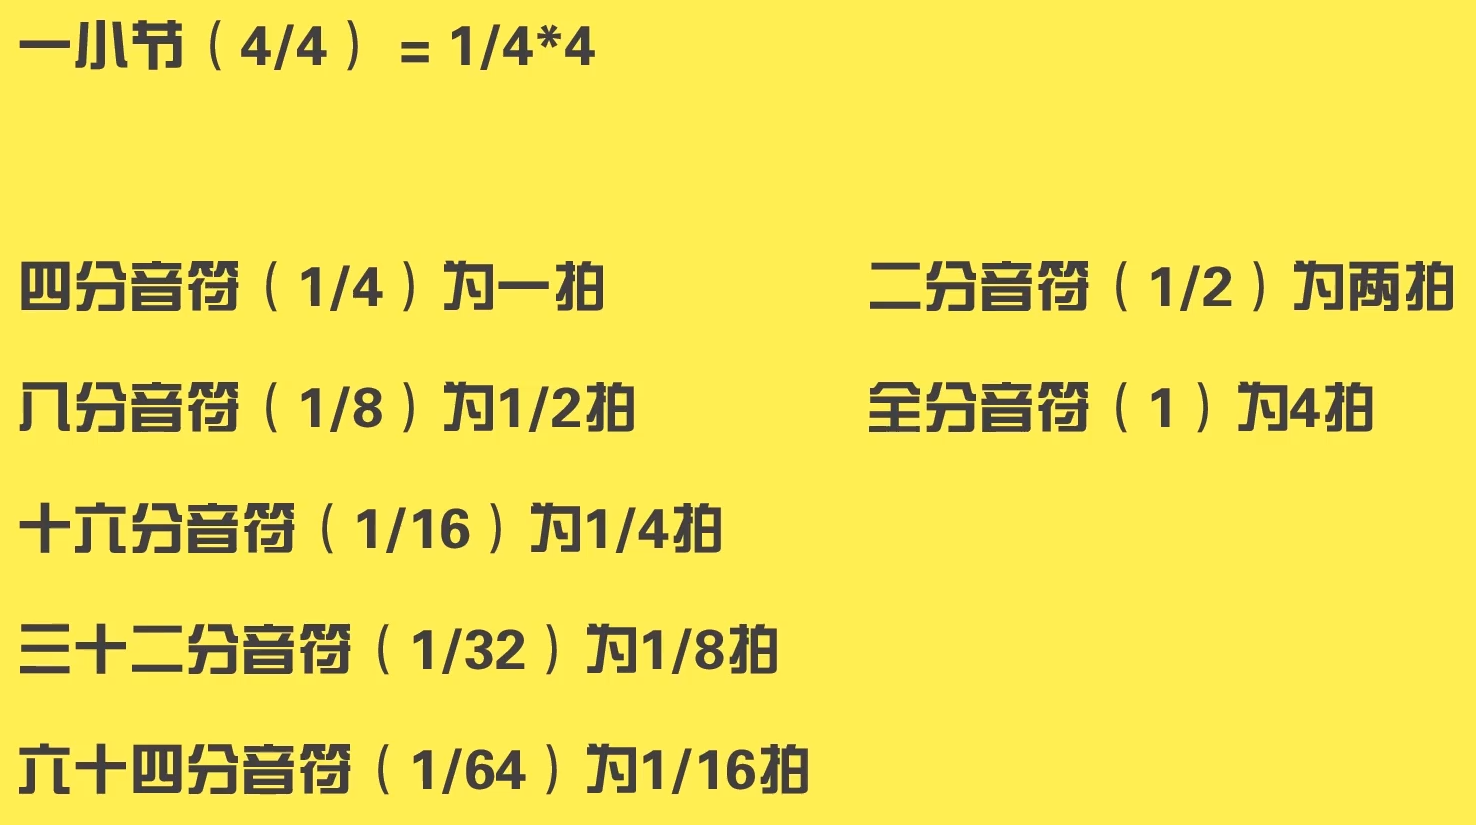 一小节（4/4） = 1/4*4
四分音符（1/4）为一拍
二分音符（1/2）为两拍
八分音符（1/8）为1/2拍
全分音符（1）为4拍
十六分音符（1/16）为1/4拍
三十二分音符（1/32）为1/8拍
六十四分音符（1/64）为1/16拍